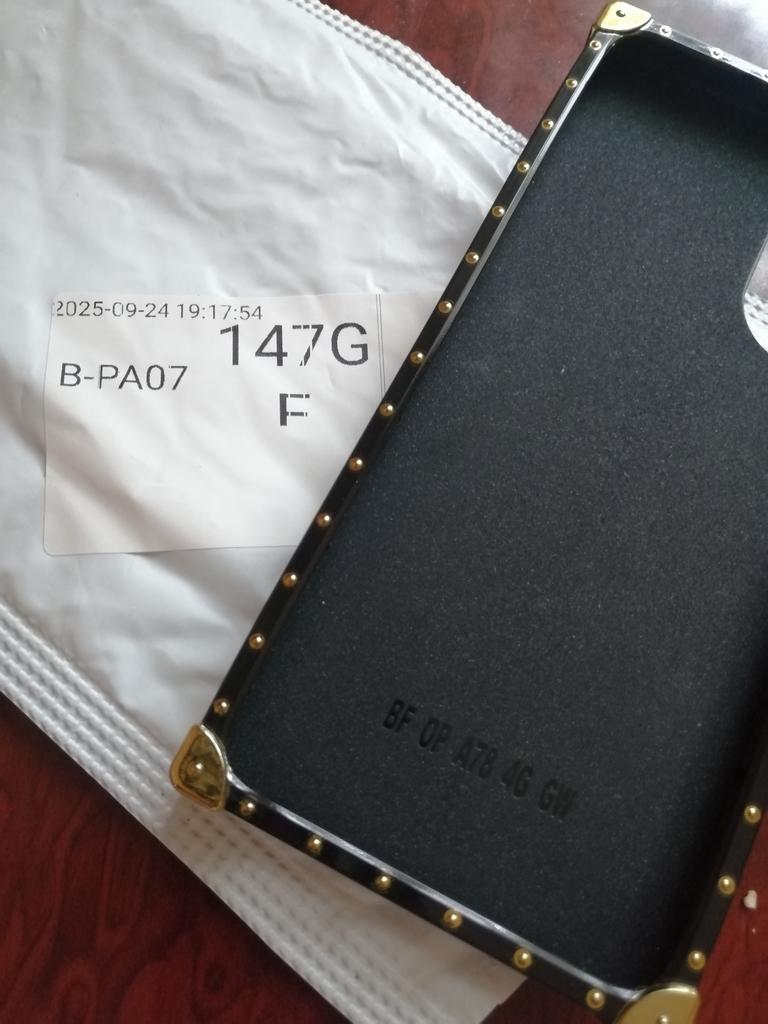 2025-09-24 19:17:54
147G
B-PA07
F
BF OP A78 4G GW